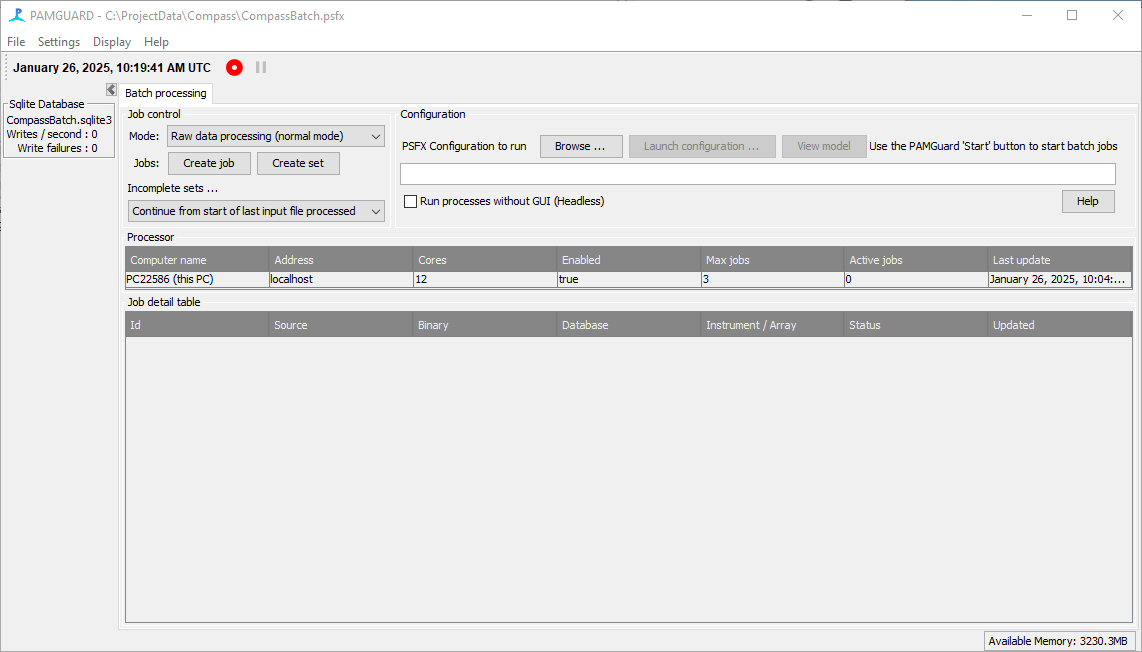 PAMGUARD - C:\ProjectData\Compass\CompassBatch.psfx
File Settings Display Help
January 26, 2025, 10:19:41 AM UTC
Sqlite Database
CompassBatch.sqlite3
Writes / second : 0
Write failures : 0
Batch processing
Job control
Mode: Raw data processing (normal mode)
Jobs: Create job Create set
Incomplete sets ...
Continue from start of last input file processed
Configuration
PSFX Configuration to run Browse ... Launch configuration ... View model Use the PAMGuard 'Start' button to start batch jobs
Run processes without GUI (Headless)
Help
Processor
Computer name Address Cores Enabled Max jobs Active jobs Last update
PC22586 (this PC) localhost 12 true 3 0 January 26, 2025, 10:04:...
Job detail table
Id Source Binary Database Instrument / Array Status Updated
Available Memory: 3230.3MB